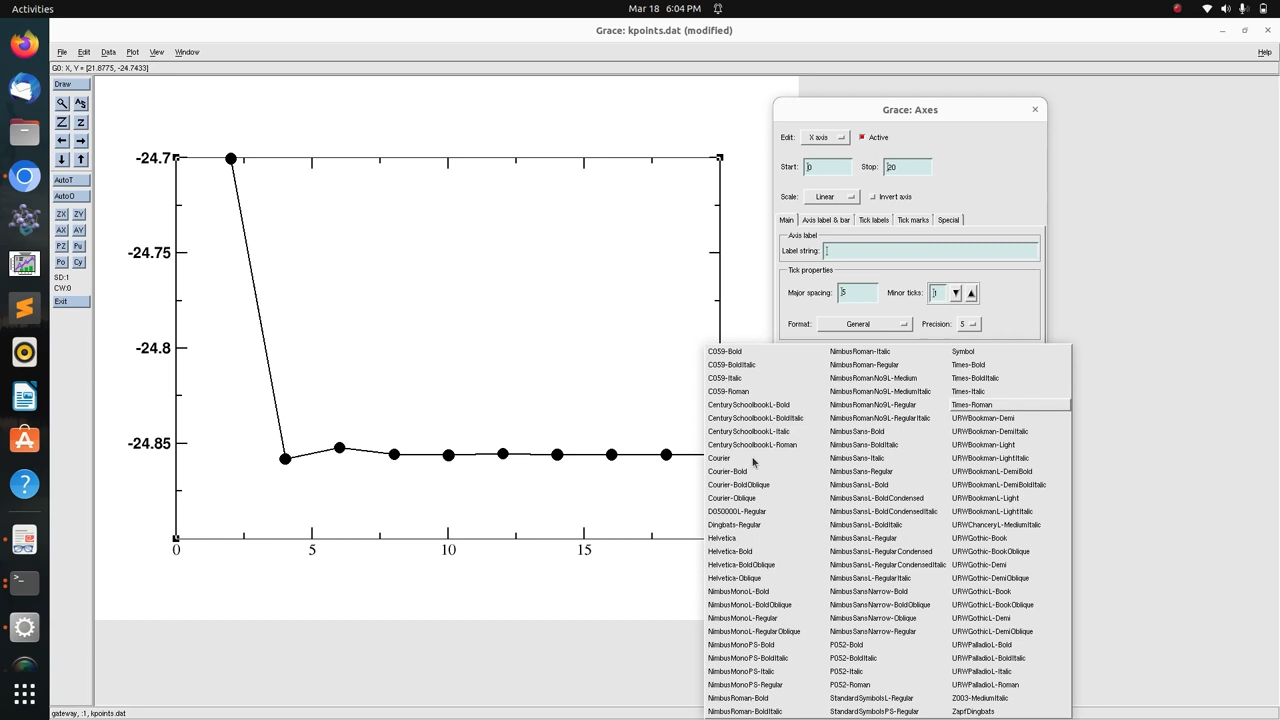 Activities
Mar 18 6:04 PM
Grace: kpoints.dat (modified)
File Edit Data Plot View Window Help
G0: X, Y = [21.8775, -24.7433]
Draw
Z z
AutoT
AutoO
ZX ZY
AX AY
PZ Pu
Po Cy
SD:1
CW:0
Exit
-24.7
-24.75
-24.8
-24.85
0 5 10 15
Grace: Axes
Edit: X axis Active
Start: 0 Stop: 20
Scale: Linear Invert axis
Main Axis label & bar Tick labels Tick marks Special
Axis label
Label string:
Tick properties
Major spacing: 5 Minor ticks: 1
Format: General Precision: 5
C059-Bold
C059-BoldItalic
C059-Italic
C059-Roman
CenturySchoolbookL-Bold
CenturySchoolbookL-BoldItalic
CenturySchoolbookL-Italic
CenturySchoolbookL-Roman
Courier
Courier-Bold
Courier-BoldOblique
Courier-Oblique
D050000L-Regular
Dingbats-Regular
Helvetica
Helvetica-Bold
Helvetica-BoldOblique
Helvetica-Oblique
NimbusMonoL-Bold
NimbusMonoL-BoldOblique
NimbusMonoL-Regular
NimbusMonoL-RegularOblique
NimbusMonoPS-Bold
NimbusMonoPS-BoldItalic
NimbusMonoPS-Italic
NimbusMonoPS-Regular
NimbusRoman-Bold
NimbusRoman-BoldItalic
NimbusRoman-Italic
NimbusRoman-Regular
NimbusRomanNo9L-Medium
NimbusRomanNo9L-MediumItalic
NimbusRomanNo9L-Regular
NimbusRomanNo9L-RegularItalic
NimbusSans-Bold
NimbusSans-BoldItalic
NimbusSans-Italic
NimbusSans-Regular
NimbusSansL-Bold
NimbusSansL-BoldCondensed
NimbusSansL-BoldCondensedItalic
NimbusSansL-BoldItalic
NimbusSansL-Regular
NimbusSansL-RegularCondensed
NimbusSansL-RegularCondensedItalic
NimbusSansL-RegularItalic
NimbusSansNarrow-Bold
NimbusSansNarrow-BoldOblique
NimbusSansNarrow-Oblique
NimbusSansNarrow-Regular
P052-Bold
P052-BoldItalic
P052-Italic
P052-Roman
StandardSymbolsL-Regular
StandardSymbolsPS-Regular
Symbol
Times-Bold
Times-BoldItalic
Times-Italic
Times-Roman
URWBookman-Demi
URWBookman-DemiItalic
URWBookman-Light
URWBookman-LightItalic
URWBookmanL-DemiBold
URWBookmanL-DemiBoldItalic
URWBookmanL-Light
URWBookmanL-LightItalic
URWChanceryL-MediumItalic
URWGothic-Book
URWGothic-BookOblique
URWGothic-Demi
URWGothic-DemiOblique
URWGothicL-Book
URWGothicL-BookOblique
URWGothicL-Demi
URWGothicL-DemiOblique
URWPalladioL-Bold
URWPalladioL-BoldItalic
URWPalladioL-Italic
URWPalladioL-Roman
Z003-MediumItalic
ZapfDingbats
gateway, :1, kpoints.dat